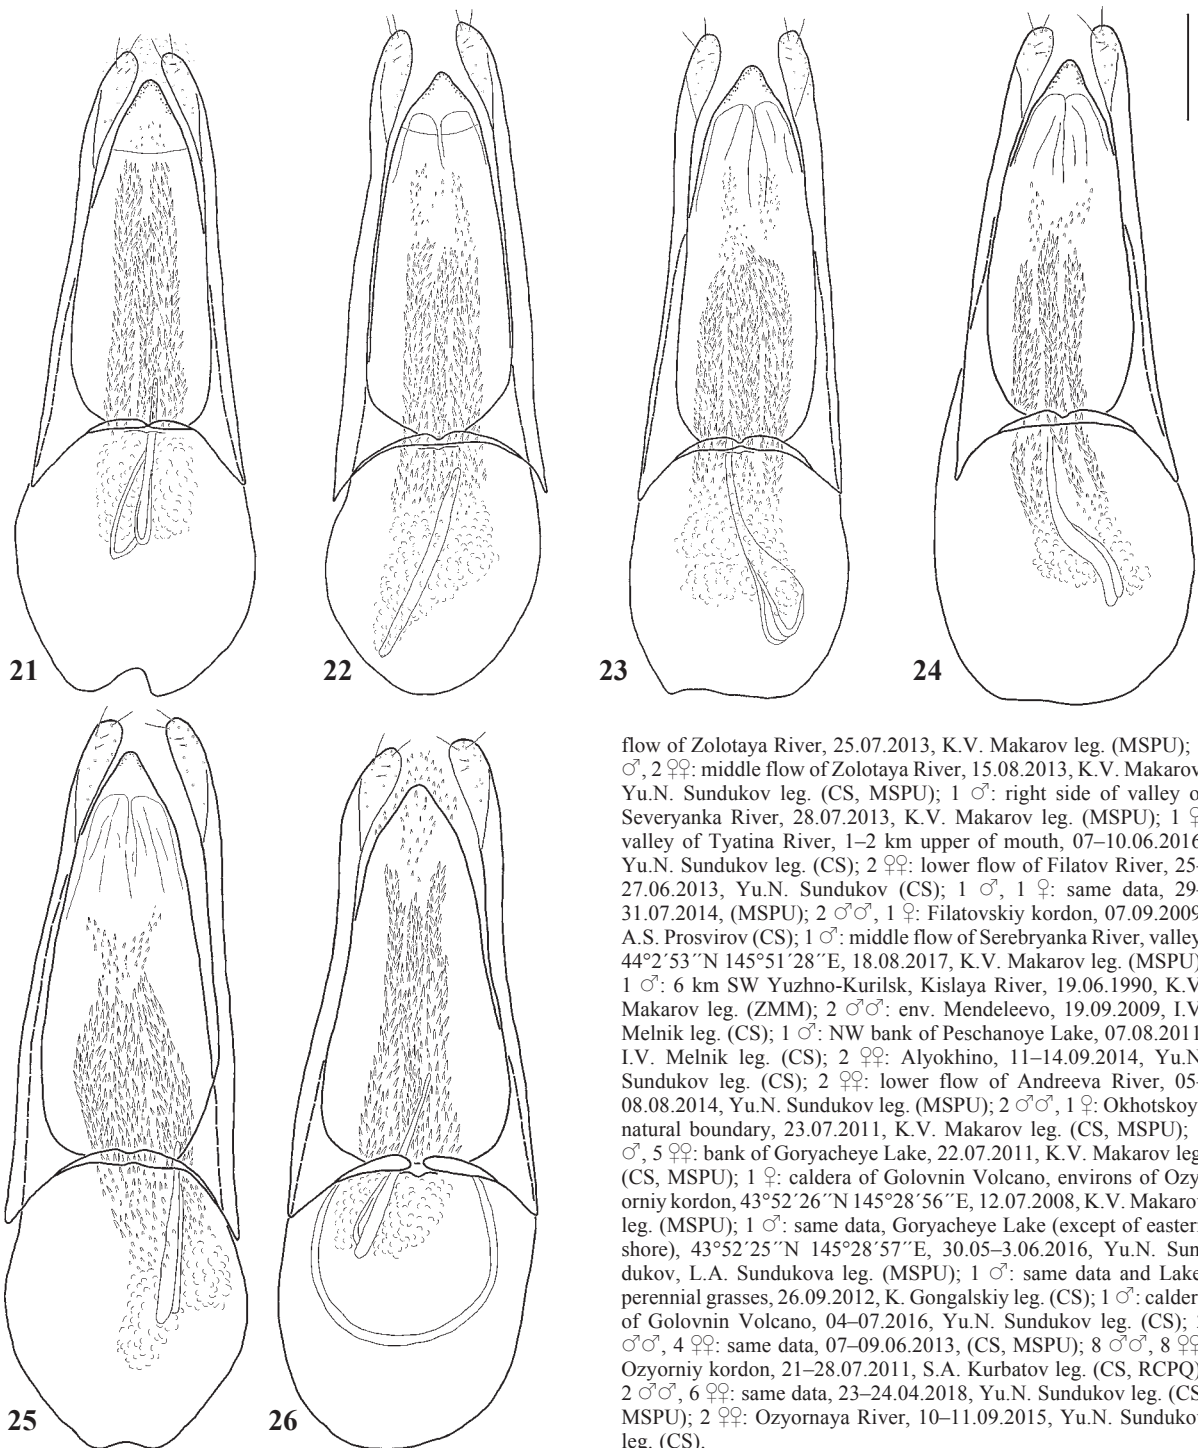 21
22
23
24
25
26
flow of Zolotaya River, 25.07.2013, K.V. Makarov leg. (MSPU);
♂, 2 ♀♀: middle flow of Zolotaya River, 15.08.2013, K.V. Makarov
Yu.N. Sundukov leg. (CS, MSPU); 1 ♂: right side of valley o
Severyanka River, 28.07.2013, K.V. Makarov leg. (MSPU); 1 ♀
valley of Tyatina River, 1–2 km upper of mouth, 07–10.06.2016
Yu.N. Sundukov leg. (CS); 2 ♀♀: lower flow of Filatov River, 25–
27.06.2013, Yu.N. Sundukov (CS); 1 ♂, 1 ♀: same data, 29–
31.07.2014, (MSPU); 2 ♂♂, 1 ♀: Filatovskiy kordon, 07.09.2009
A.S. Prosvirov (CS); 1 ♂: middle flow of Serebryanka River, valley
44°2´53´´N 145°51´28´´E, 18.08.2017, K.V. Makarov leg. (MSPU)
1 ♂: 6 km SW Yuzhno-Kurilsk, Kislaya River, 19.06.1990, K.V
Makarov leg. (ZMM); 2 ♂♂: env. Mendeleevo, 19.09.2009, I.V
Melnik leg. (CS); 1 ♂: NW bank of Peschanoye Lake, 07.08.2011
I.V. Melnik leg. (CS); 2 ♀♀: Alyokhino, 11–14.09.2014, Yu.N
Sundukov leg. (CS); 2 ♀♀: lower flow of Andreeva River, 05–
08.08.2014, Yu.N. Sundukov leg. (MSPU); 2 ♂♂, 1 ♀: Okhotskoy
natural boundary, 23.07.2011, K.V. Makarov leg. (CS, MSPU);
♂, 5 ♀♀: bank of Goryacheye Lake, 22.07.2011, K.V. Makarov leg
(CS, MSPU); 1 ♀: caldera of Golovnin Volcano, environs of Ozy
orniy kordon, 43°52´26´´N 145°28´56´´E, 12.07.2008, K.V. Makaro
leg. (MSPU); 1 ♂: same data, Goryacheye Lake (except of eastern
shore), 43°52´25´´N 145°28´57´´E, 30.05–3.06.2016, Yu.N. Sun
dukov, L.A. Sundukova leg. (MSPU); 1 ♂: same data and Lake
perennial grasses, 26.09.2012, K. Gongalskiy leg. (CS); 1 ♂: calder
of Golovnin Volcano, 04–07.2016, Yu.N. Sundukov leg. (CS);
♂♂, 4 ♀♀: same data, 07–09.06.2013, (CS, MSPU); 8 ♂♂, 8 ♀♀
Ozyorniy kordon, 21–28.07.2011, S.A. Kurbatov leg. (CS, RCPQ)
2 ♂♂, 6 ♀♀: same data, 23–24.04.2018, Yu.N. Sundukov leg. (CS
MSPU); 2 ♀♀: Ozyornaya River, 10–11.09.2015, Yu.N. Sunduko
leg. (CS).